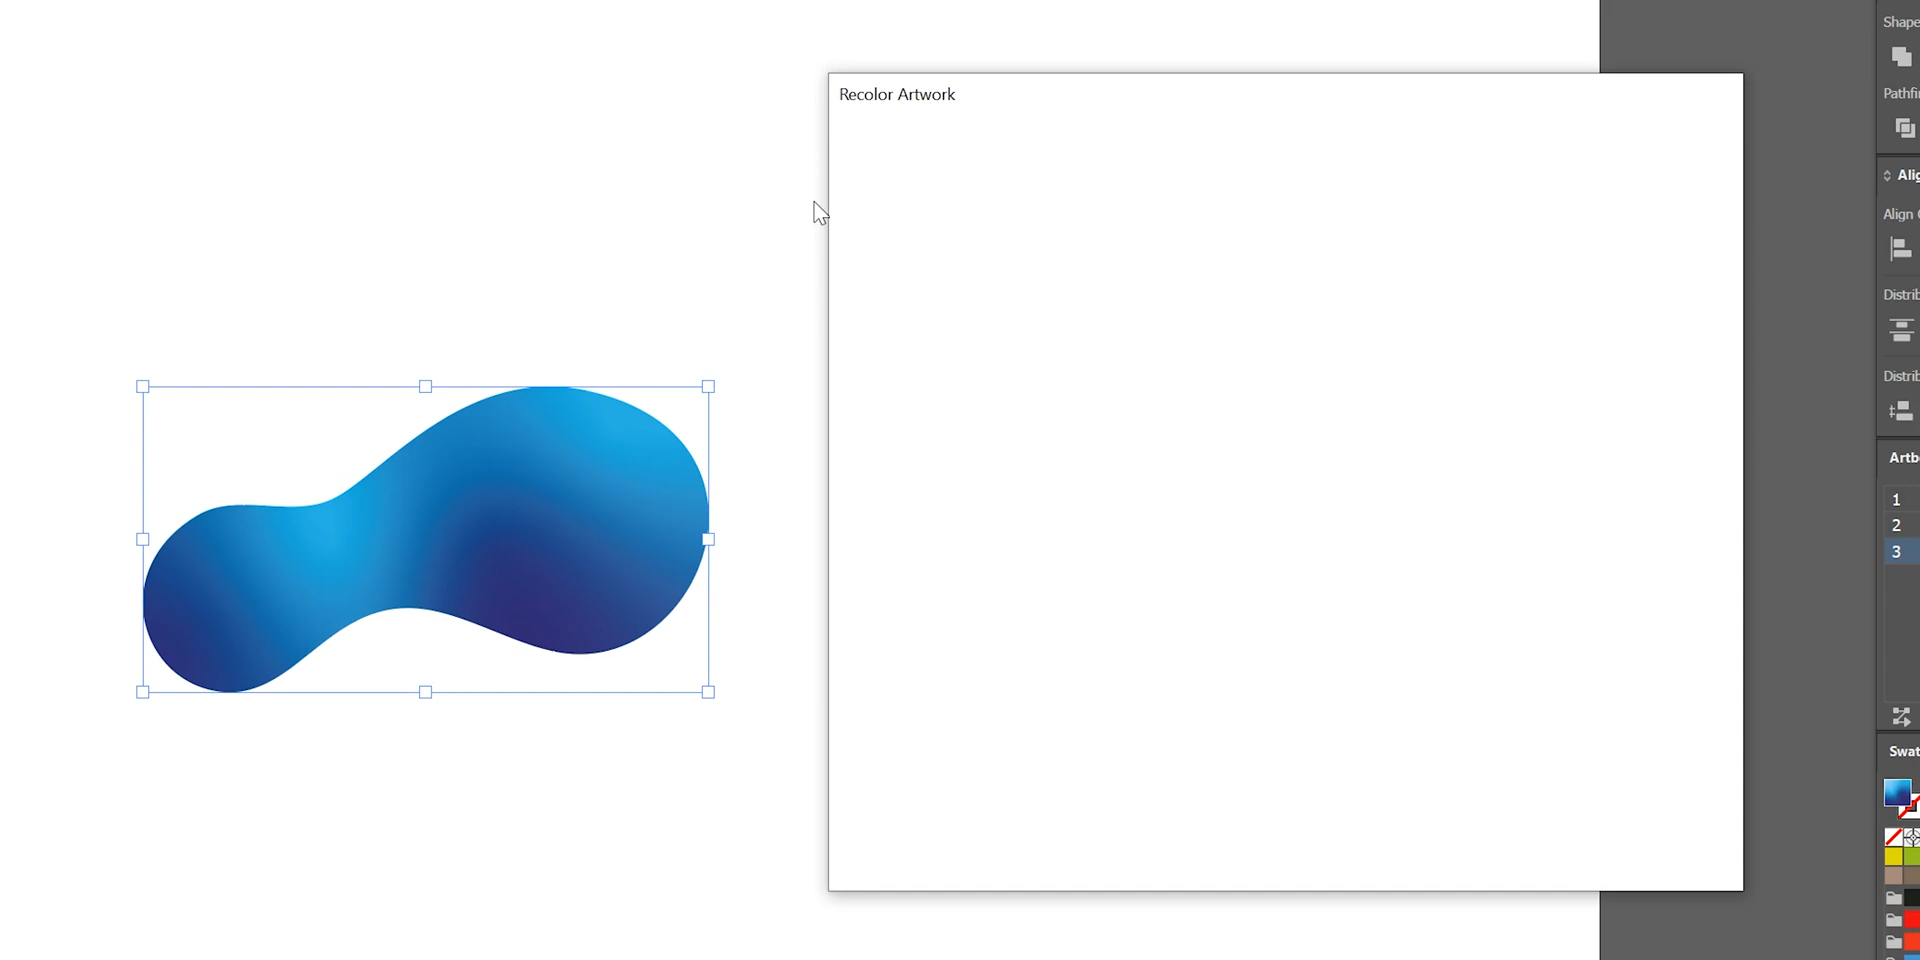 Recolor Artwork
Shape
Pathfi
Alig
Align
Distrib
Distrib
Artb
1
2
3
Swat